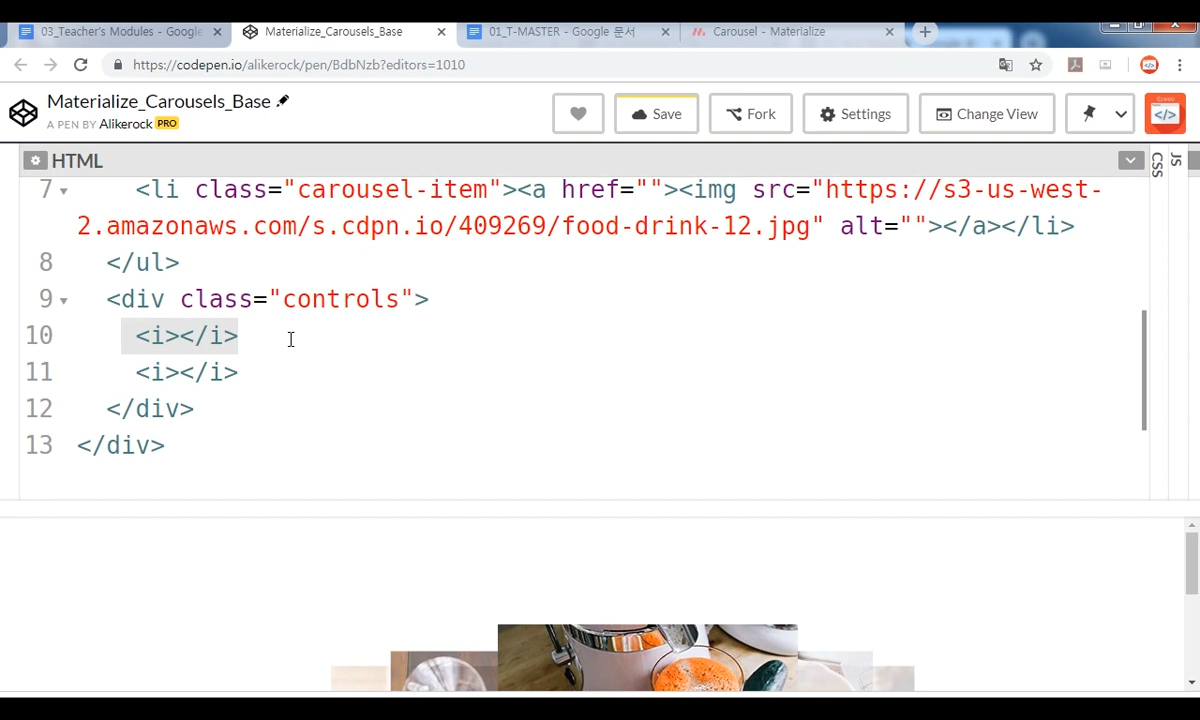 03_Teacher's Modules - Google
Materialize_Carousels_Base
01_T-MASTER - Google 문서
Carousel - Materialize
https://codepen.io/alikerock/pen/BdbNzb?editors=1010
Materialize_Carousels_Base
A PEN BY Alikerock PRO
Save
Fork
Settings
Change View
HTML
CSS
JS
7 <li class="carousel-item"><a href=""><img src="https://s3-us-west-
2.amazonaws.com/s.cdpn.io/409269/food-drink-12.jpg" alt=""></a></li>
8 </ul>
9 <div class="controls">
10 <i></i>
11 <i></i>
12 </div>
13 </div>